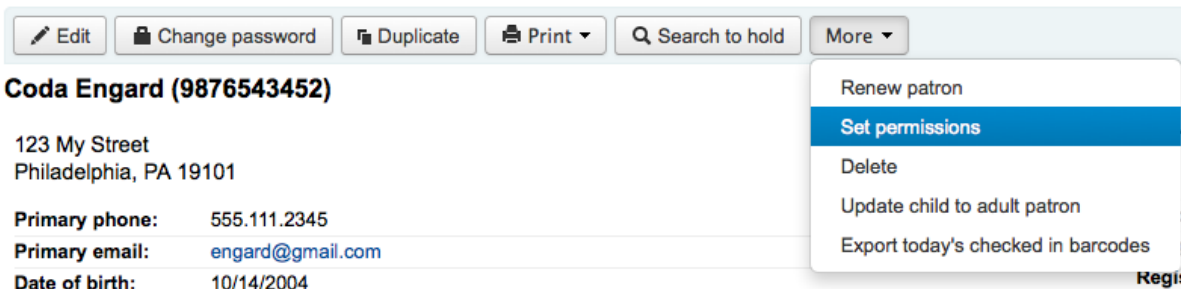 Edit Change password Duplicate Print Search to hold More
Coda Engard (9876543452)
Renew patron
Set permissions
Delete
Update child to adult patron
Export today's checked in barcodes
123 My Street
Philadelphia, PA 19101
Primary phone: 555.111.2345
Primary email: engard@gmail.com
Date of birth: 10/14/2004